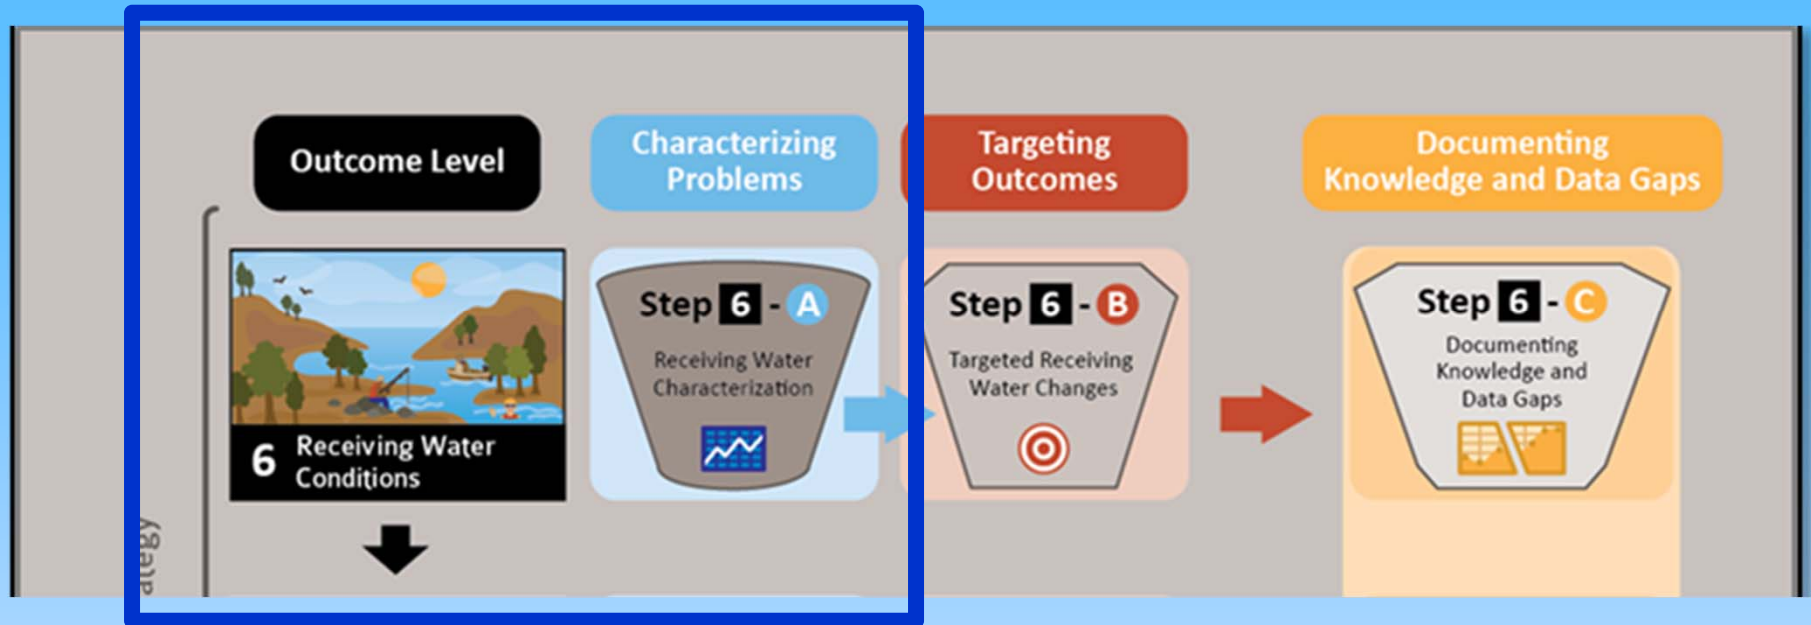 Outcome Level
Characterizing
Problems
Targeting
Outcomes
Documenting
Knowledge and Data Gaps
6 Receiving Water
Conditions
Step 6 - A
Receiving Water
Characterization
Step 6 - B
Targeted Receiving
Water Changes
Step 6 - C
Documenting
Knowledge and
Data Gaps
ategy